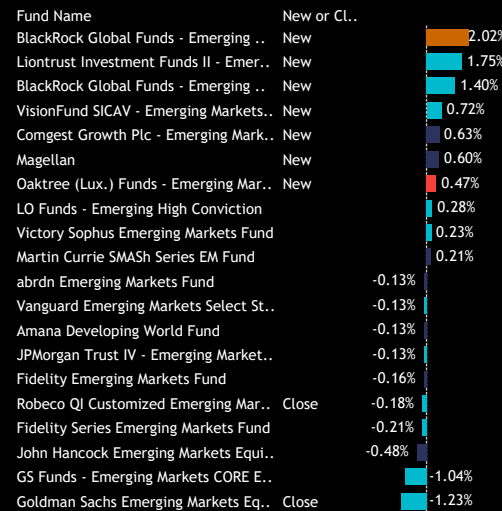 Fund Name New or Cl..
BlackRock Global Funds - Emerging .. New 2.02%
Liontrust Investment Funds II - Emer.. New 1.75%
BlackRock Global Funds - Emerging .. New 1.40%
VisionFund SICAV - Emerging Markets.. New 0.72%
Comgest Growth Plc - Emerging Mark.. New 0.63%
Magellan New 0.60%
Oaktree (Lux.) Funds - Emerging Mar.. New 0.47%
LO Funds - Emerging High Conviction 0.28%
Victory Sophus Emerging Markets Fund 0.23%
Martin Currie SMASh Series EM Fund 0.21%
abrdn Emerging Markets Fund -0.13%
Vanguard Emerging Markets Select St.. -0.13%
Amana Developing World Fund -0.13%
JPMorgan Trust IV - Emerging Market.. -0.13%
Fidelity Emerging Markets Fund -0.16%
Robeco QI Customized Emerging Mar.. Close -0.18%
Fidelity Series Emerging Markets Fund -0.21%
John Hancock Emerging Markets Equi.. -0.48%
GS Funds - Emerging Markets CORE E.. -1.04%
Goldman Sachs Emerging Markets Eq.. Close -1.23%